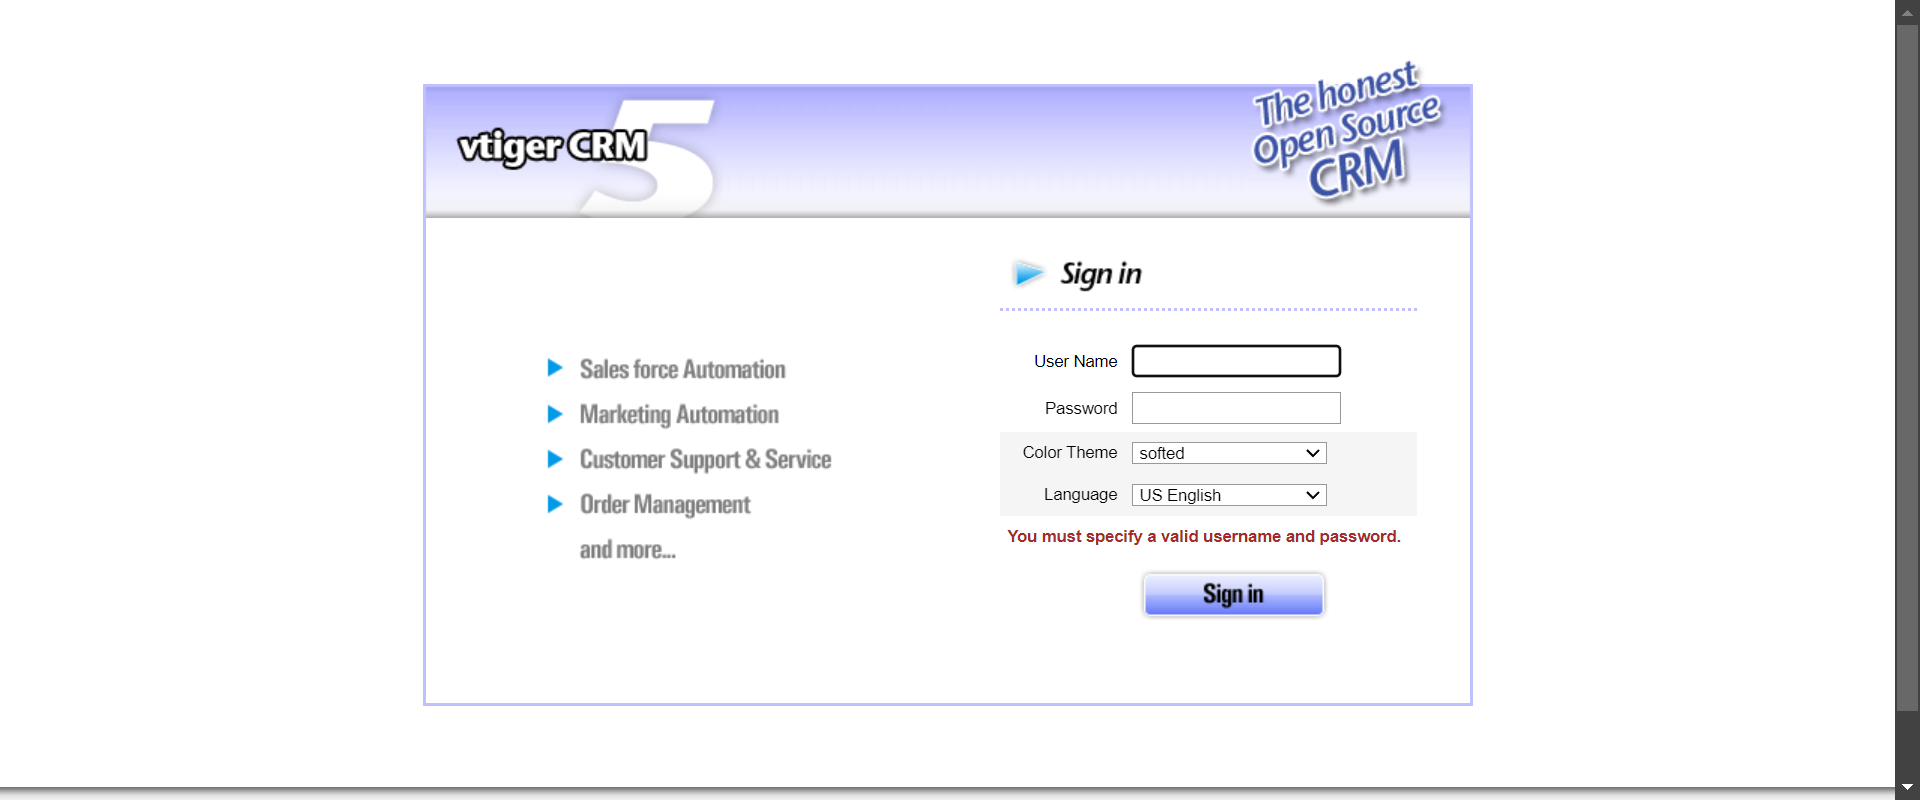 vtiger CRM 5
The honest
Open Source
CRM
Sign in
User Name
Password
Color Theme softed
Language US English
You must specify a valid username and password.
Sign in
Sales force Automation
Marketing Automation
Customer Support & Service
Order Management
and more...